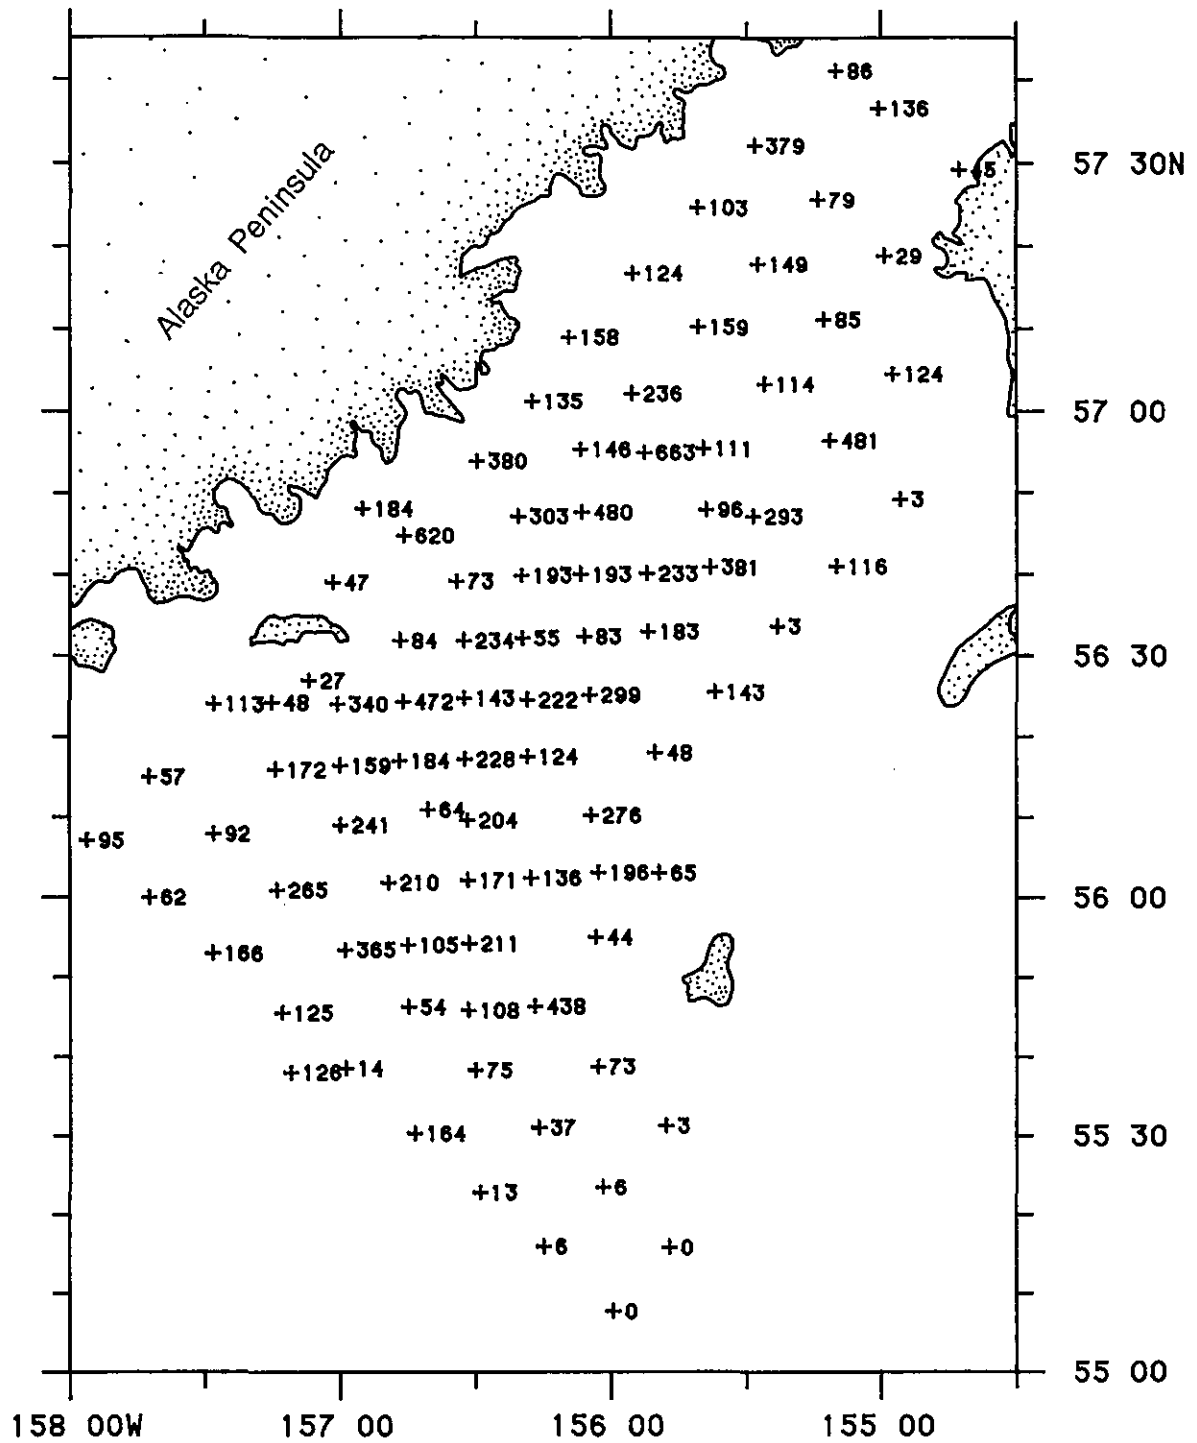 +86
+136
+379
57 30N
+45
Alaska Peninsula
+103 +79
+124 +149 +29
+158 +159 +85
+135 +236 +114 +124
57 00
+380 +146 +663 +111 +481
+184 +303 +480 +96 +293 +3
+620
+47 +73 +193 +193 +233 +381 +116
+84 +234 +55 +83 +183 +3
56 30
+27
+113 +48 +340 +472 +143 +222 +299 +143
+57 +172 +159 +184 +228 +124 +48
+64
+95 +92 +241 +204 +276
+62 +265 +210 +171 +136 +196 +65
56 00
+166 +365 +105 +211 +44
+125 +54 +108 +438
+126 +14 +75 +73
+164 +37 +3
55 30
+13 +6
+6 +0
+0
55 00
158 00W 157 00 156 00 155 00